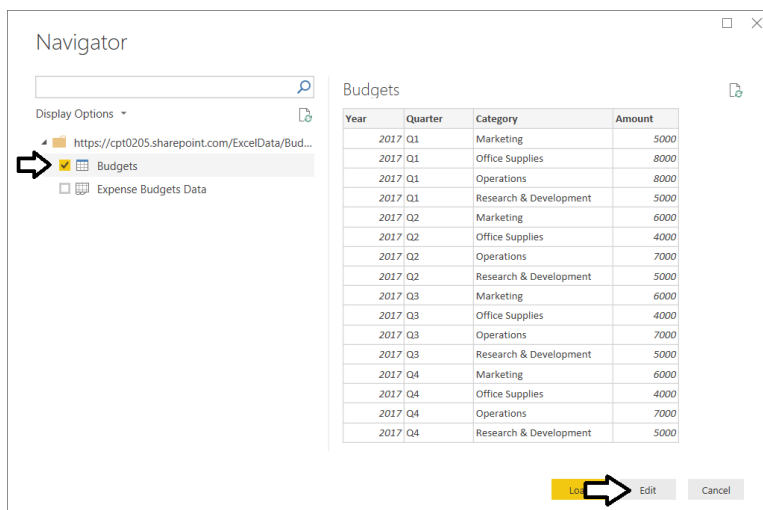 Navigator
Budgets
Display Options
https://cpt0205.sharepoint.com/ExcelData/Bud...
Budgets
Expense Budgets Data
Year Quarter Category Amount
2017 Q1 Marketing 5000
2017 Q1 Office Supplies 8000
2017 Q1 Operations 8000
2017 Q1 Research & Development 5000
2017 Q2 Marketing 6000
2017 Q2 Office Supplies 4000
2017 Q2 Operations 7000
2017 Q2 Research & Development 5000
2017 Q3 Marketing 6000
2017 Q3 Office Supplies 4000
2017 Q3 Operations 7000
2017 Q3 Research & Development 5000
2017 Q4 Marketing 6000
2017 Q4 Office Supplies 4000
2017 Q4 Operations 7000
2017 Q4 Research & Development 5000
Edit Cancel